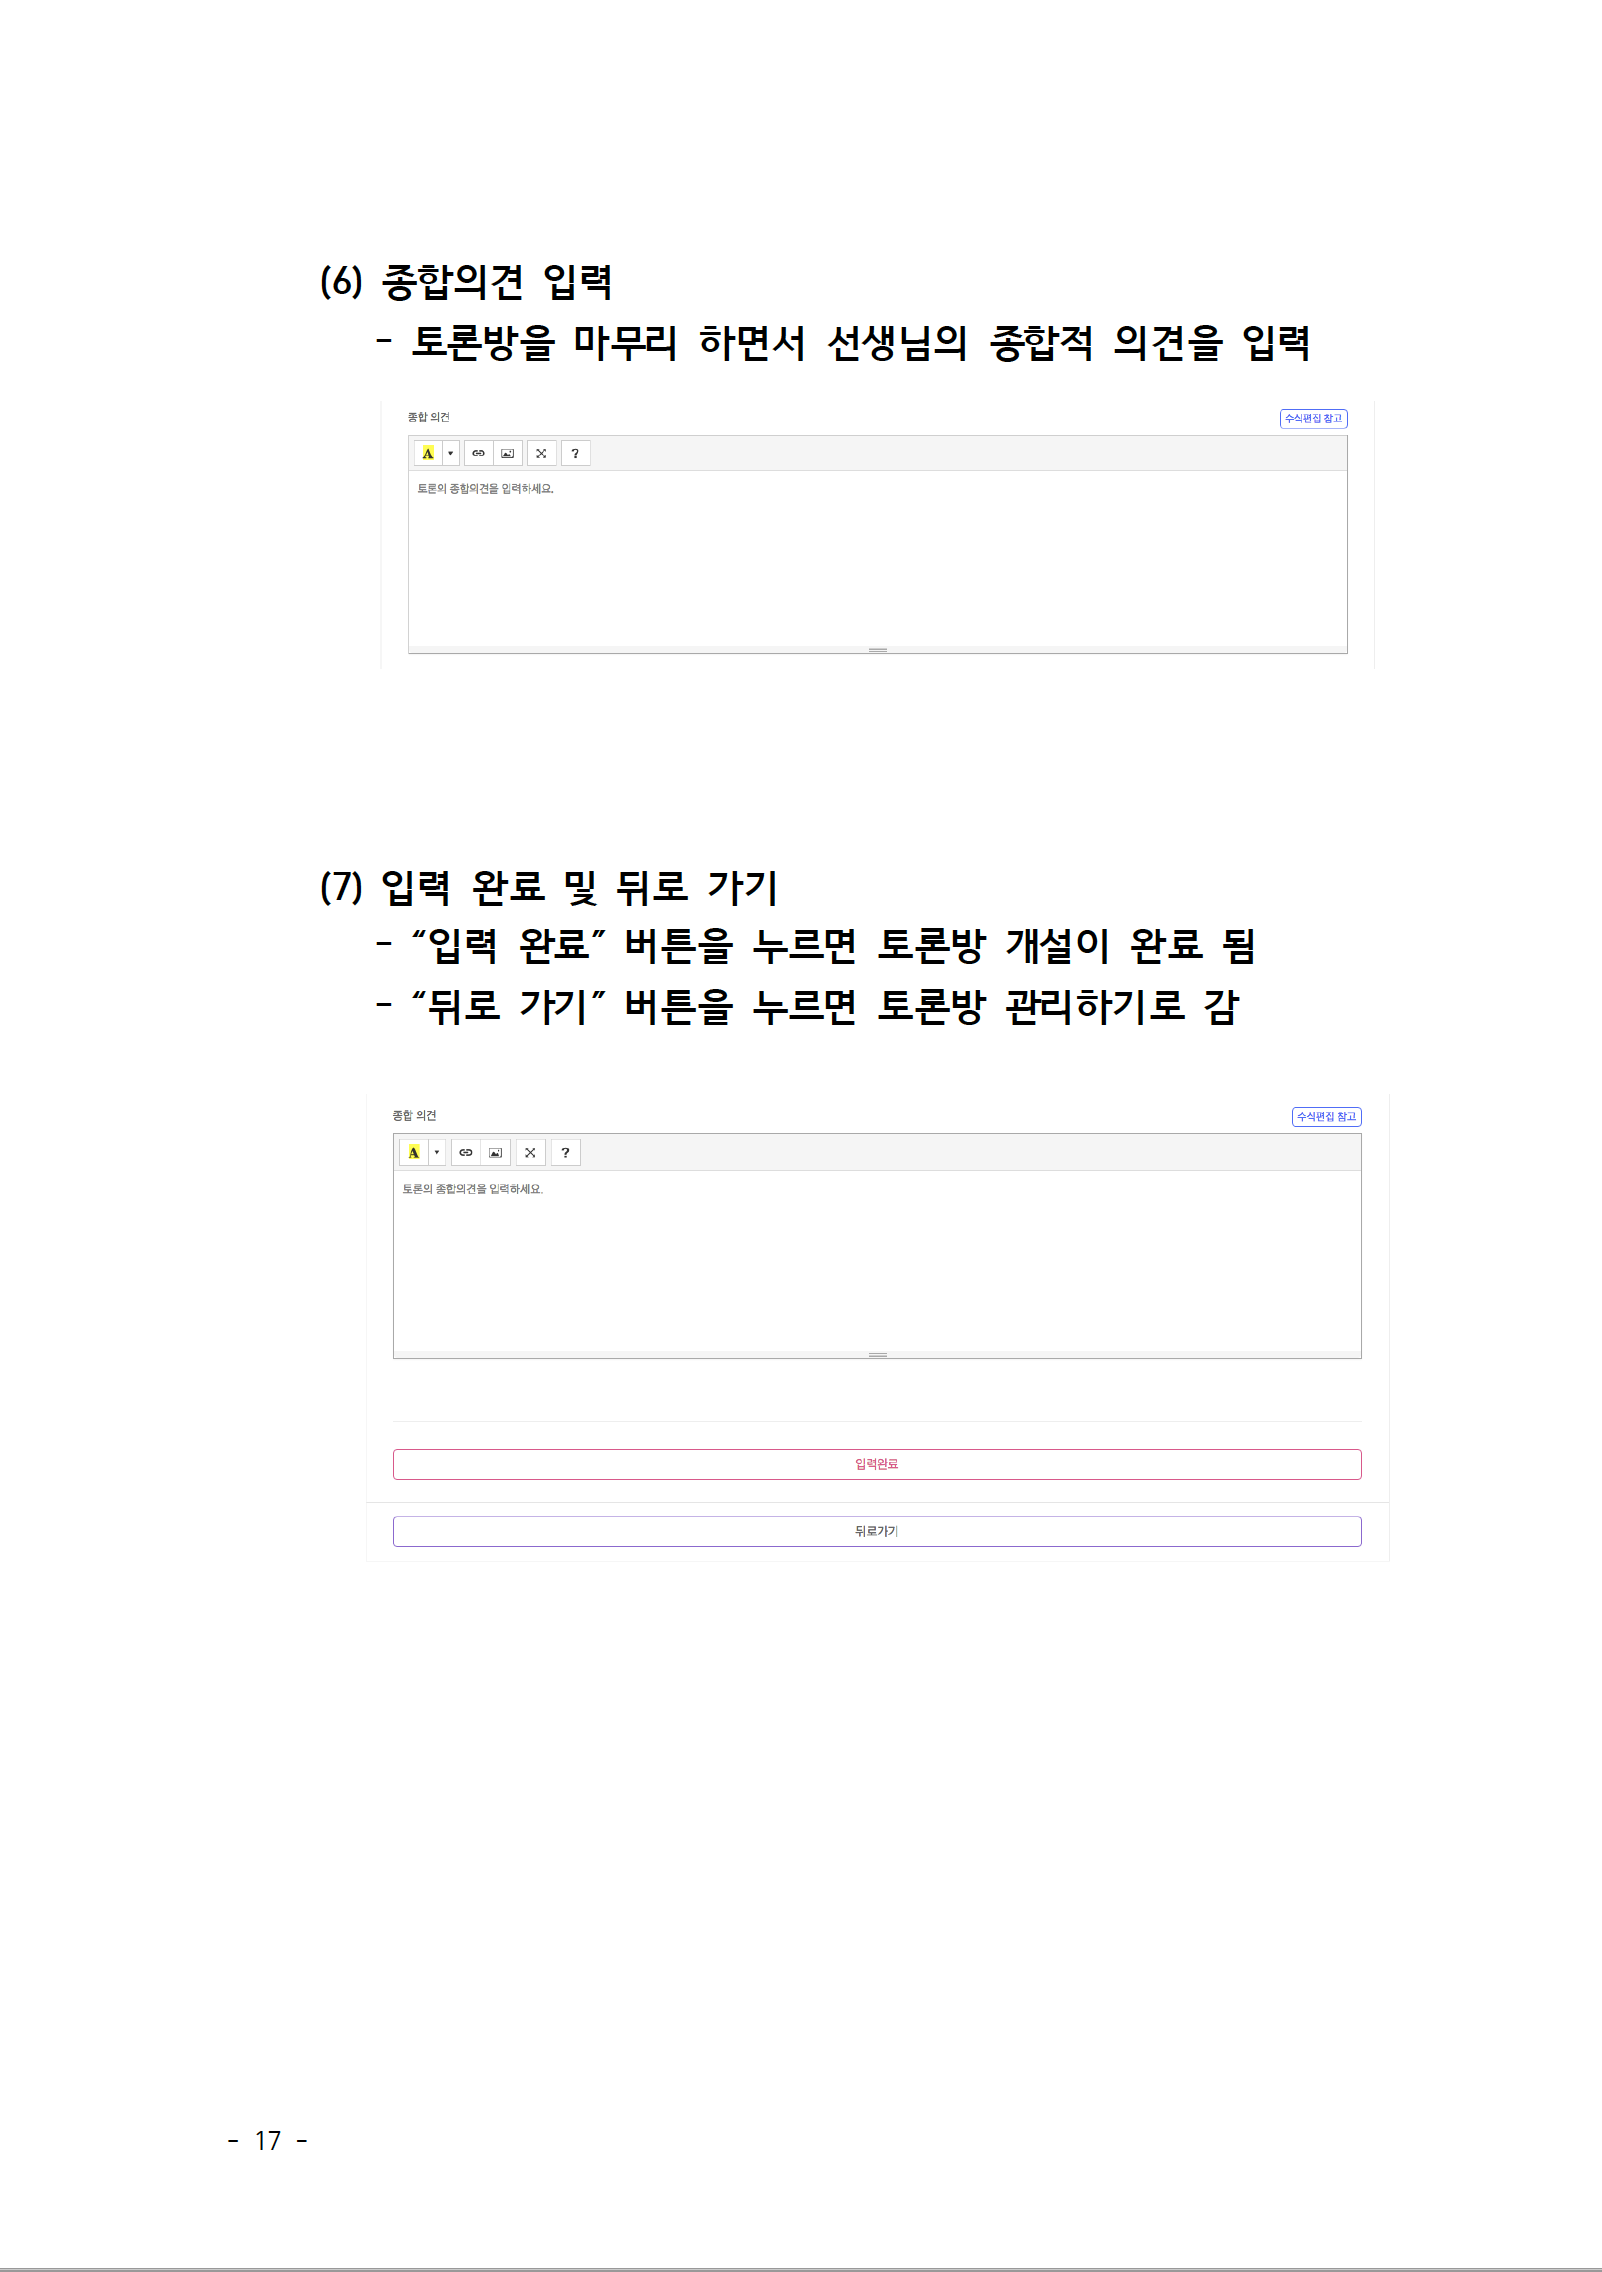 (6) 종합의견 입력
- 토론방을 마무리 하면서 선생님의 종합적 의견을 입력
종합 의견
수식편집 참고
A
?
토론의 종합의견을 입력하세요.
(7) 입력 완료 및 뒤로 가기
- “입력 완료” 버튼을 누르면 토론방 개설이 완료 됨
- “뒤로 가기” 버튼을 누르면 토론방 관리하기로 감
종합 의견
수식편집 참고
A
?
토론의 종합의견을 입력하세요.
입력완료
뒤로가기
- 17 -